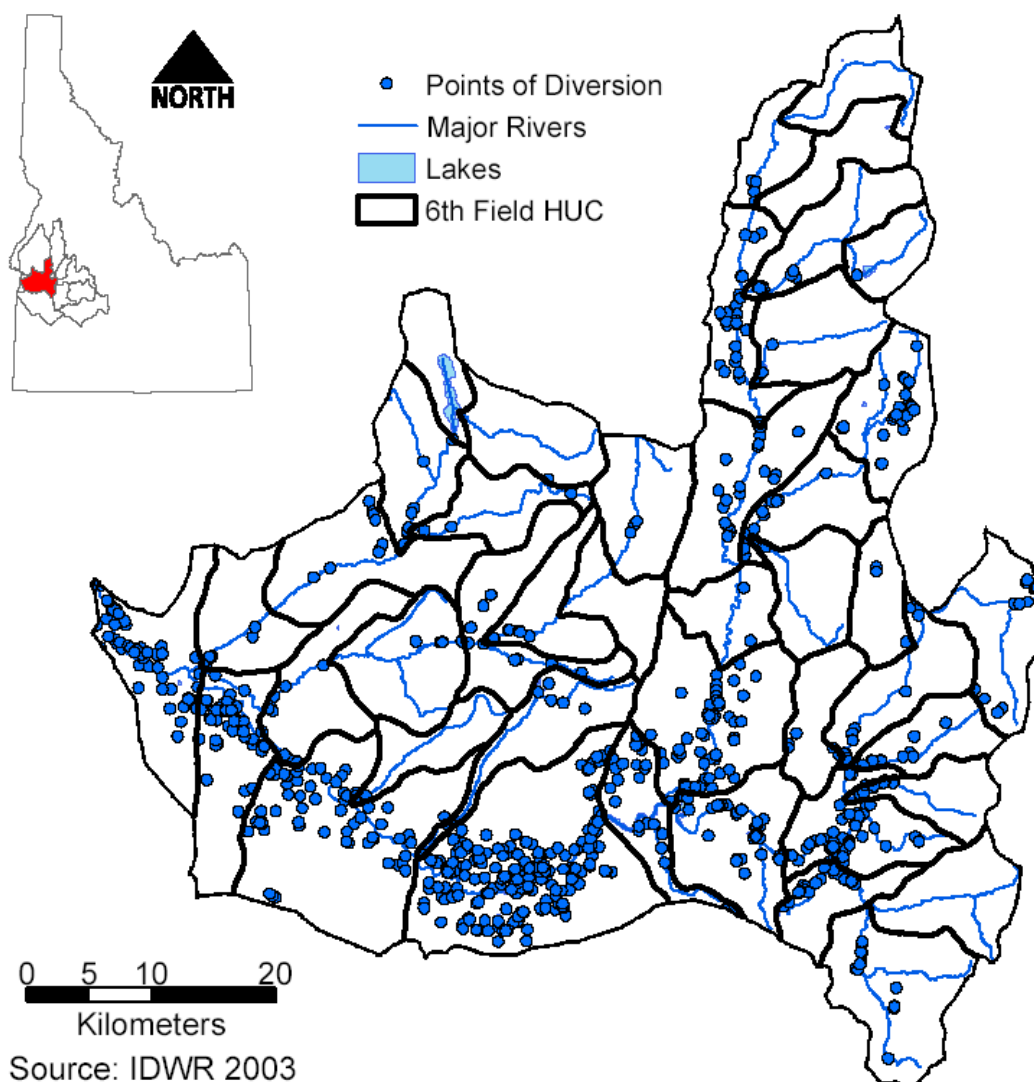 NORTH
Points of Diversion
Major Rivers
Lakes
6th Field HUC
0 5 10 20
Kilometers
Source: IDWR 2003